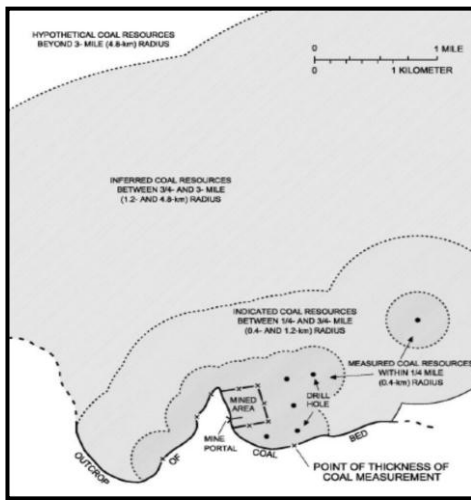 HYPOTHETICAL COAL RESOURCES
BEYOND 3- MILE (4.8-km) RADIUS
0 1 MILE
0 1 KILOMETER
INFERRED COAL RESOURCES
BETWEEN 3/4- AND 3- MILE
(1.2- AND 4.8-km) RADIUS
INDICATED COAL RESOURCES
BETWEEN 1/4- AND 3/4- MILE
(0.4- AND 1.2-km) RADIUS
MEASURED COAL RESOURCES
WITHIN 1/4 MILE
(0.4-km) RADIUS
MINED
AREA
DRILL
HOLE
MINE
PORTAL
OUTCROP OF COAL BED
POINT OF THICKNESS OF
COAL MEASUREMENT